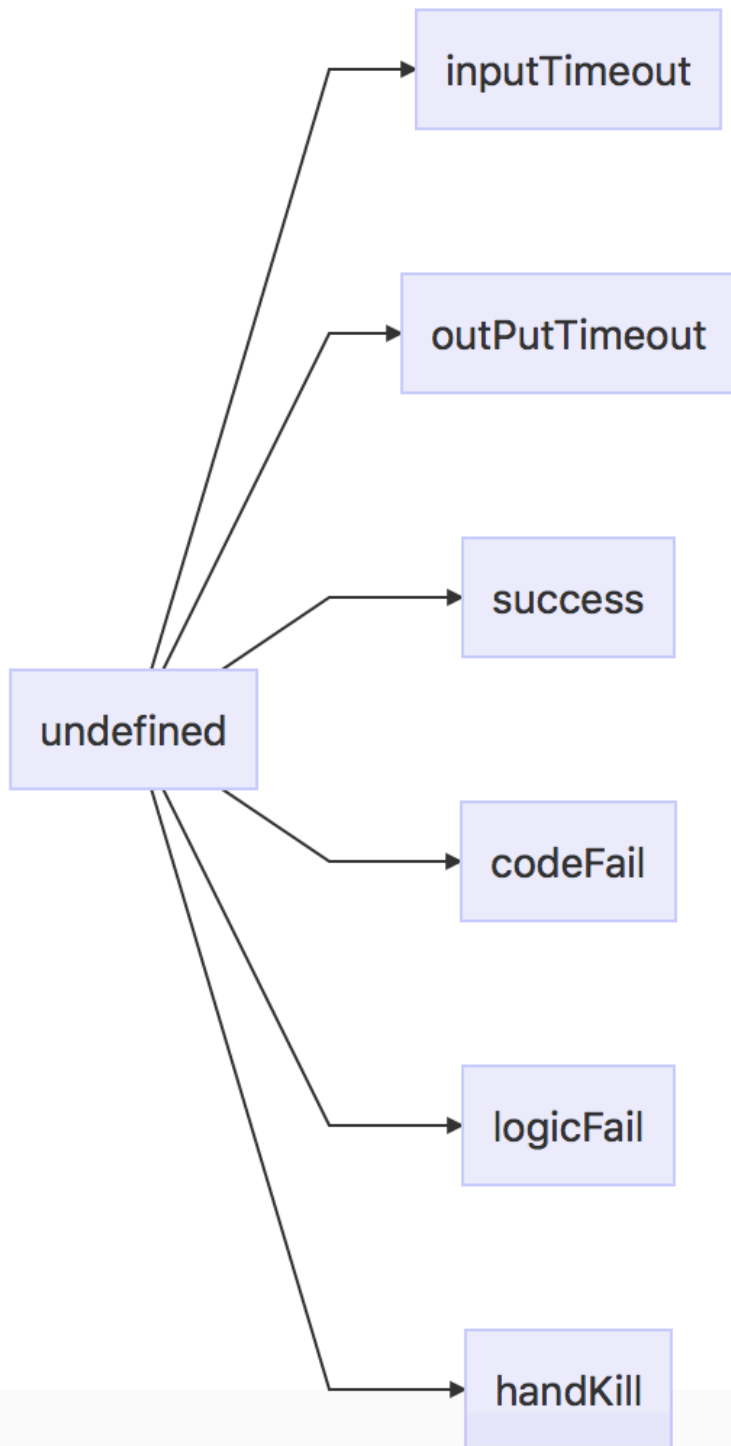 inputTimeout
outPutTimeout
success
undefined
codeFail
logicFail
handKill